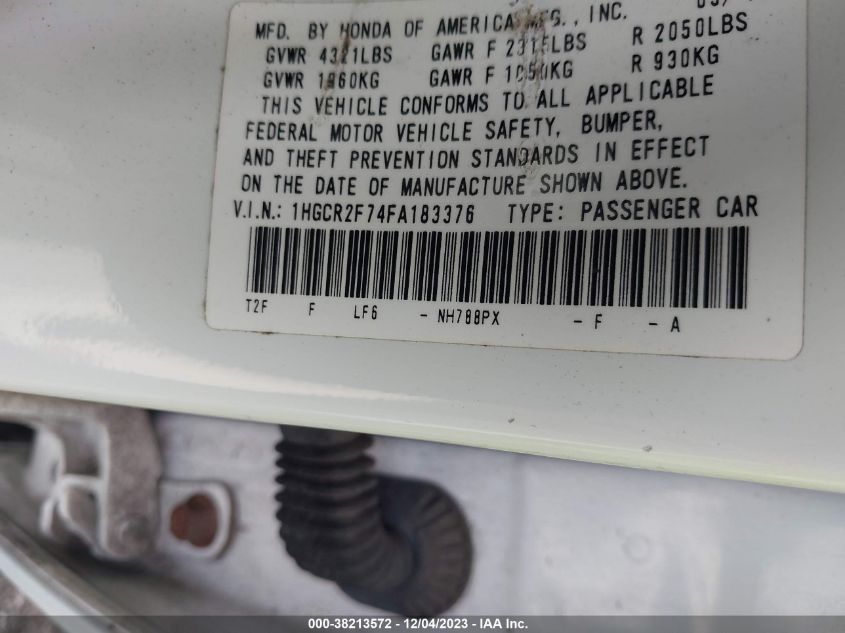 MFD. BY HONDA OF AMERICA MFG., INC.
GVWR 4321LBS GAWR F 2315LBS R 2050LBS
GVWR 1960KG GAWR F 1050KG R 930KG
THIS VEHICLE CONFORMS TO ALL APPLICABLE
FEDERAL MOTOR VEHICLE SAFETY, BUMPER,
AND THEFT PREVENTION STANDARDS IN EFFECT
ON THE DATE OF MANUFACTURE SHOWN ABOVE.
V.I.N.: 1HGCR2F74FA183376 TYPE: PASSENGER CAR
T2F F LF6 - NH788PX - F - A
000-38213572 - 12/04/2023 - IAA Inc.